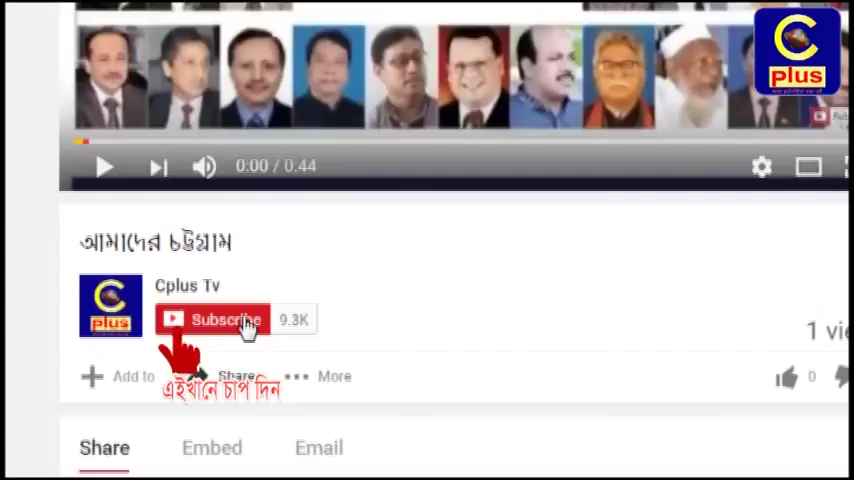 C
plus
0:00 / 0:44
আমাদের চট্টগ্রাম
Cplus Tv
C
plus
Subscribe
9.3K
1 vie
Add to
Share
More
0
এইখানে চাপ দিন
Share
Embed
Email